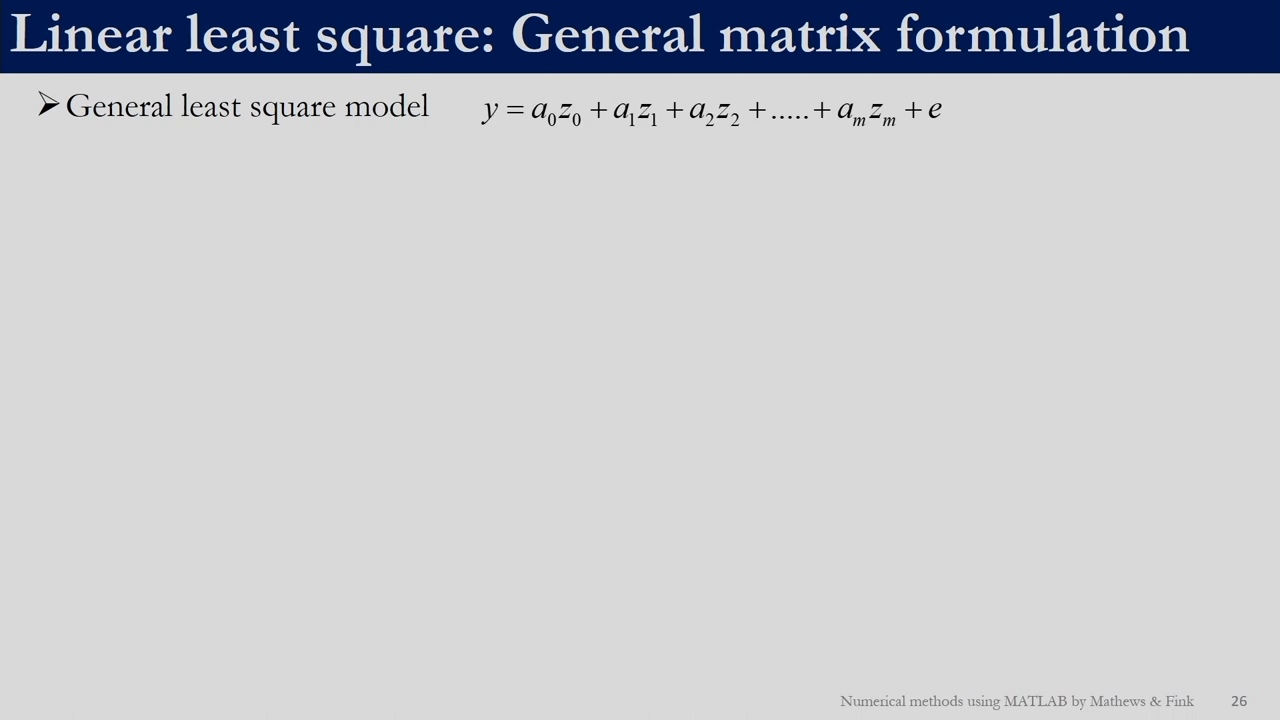 Linear least square: General matrix formulation
➢General least square model y = a₀z₀ + a₁z₁ + a₂z₂ + ..... + aₘzₘ + e
Numerical methods using MATLAB by Mathews & Fink 26